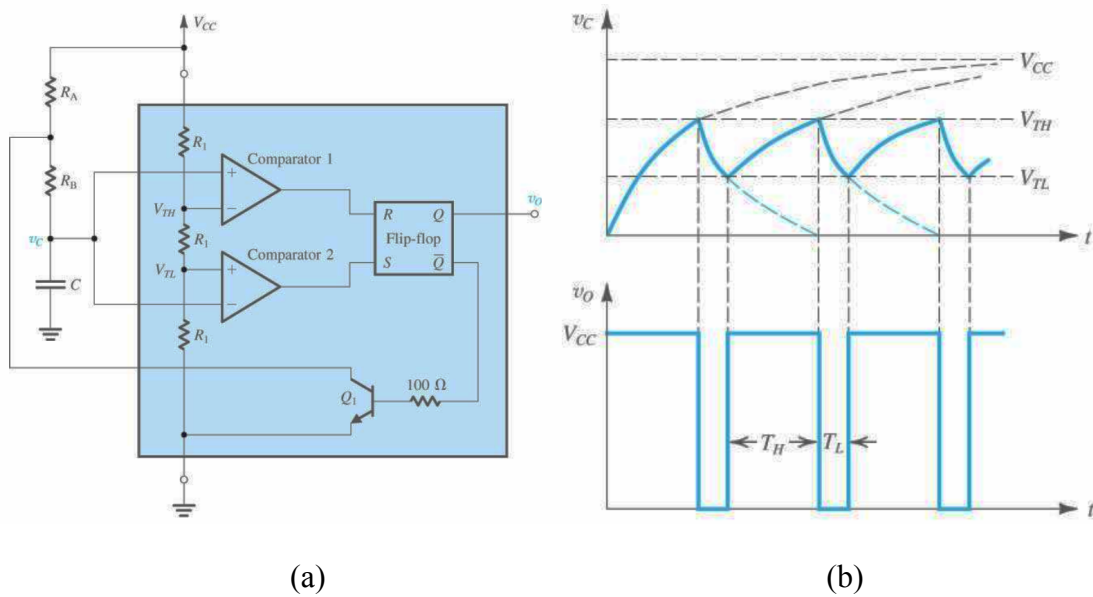 V_CC
R_A
R_B
v_C
C
R_1
Comparator 1
V_TH
R_1
V_TL
Comparator 2
R_1
R Q
Flip-flop
S Q̅
v_O
100 Ω
Q_1
v_C
V_CC
V_TH
V_TL
t
v_O
V_CC
T_H T_L
t
(a) (b)